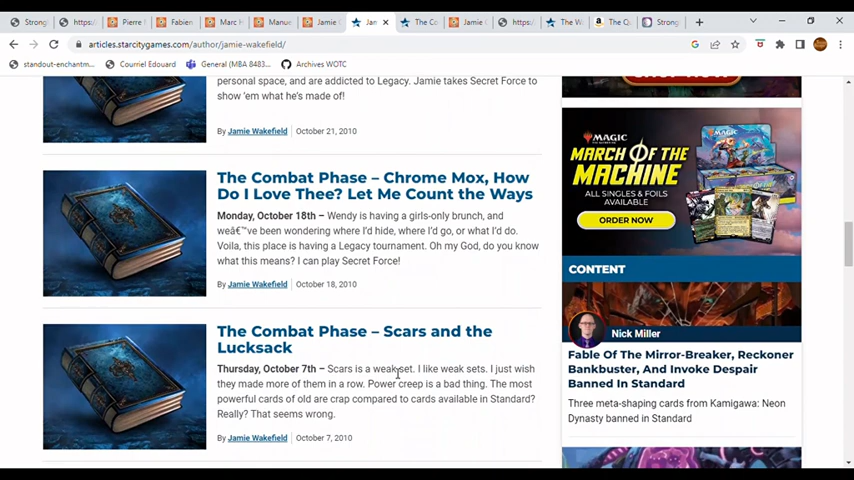 Strong
https:/
Pierre F
Fabien
Marc H
Manue
Jamie C
Jam
The Co
Jamie C
https:/
The W
The Qu
Strong
articles.starcitygames.com/author/jamie-wakefield/
standout-enchantm...
Courriel Edouard
General (MBA 8483...
Archives WOTC
personal space, and are addicted to Legacy. Jamie takes Secret Force to
show 'em what he's made of!
By Jamie Wakefield October 21, 2010
The Combat Phase – Chrome Mox, How
Do I Love Thee? Let Me Count the Ways
Monday, October 18th – Wendy is having a girls-only brunch, and
weâ€™ve been wondering where I'd hide, where I'd go, or what I'd do.
Voila, this place is having a Legacy tournament. Oh my God, do you know
what this means? I can play Secret Force!
By Jamie Wakefield October 18, 2010
The Combat Phase – Scars and the
Lucksack
Thursday, October 7th – Scars is a weak set. I like weak sets. I just wish
they made more of them in a row. Power creep is a bad thing. The most
powerful cards of old are crap compared to cards available in Standard?
Really? That seems wrong.
By Jamie Wakefield October 7, 2010
MAGIC
MARCH OF THE
MACHINE
ALL SINGLES & FOILS
AVAILABLE
ORDER NOW
CONTENT
Nick Miller
Fable Of The Mirror-Breaker, Reckoner
Bankbuster, And Invoke Despair
Banned In Standard
Three meta-shaping cards from Kamigawa: Neon
Dynasty banned in Standard